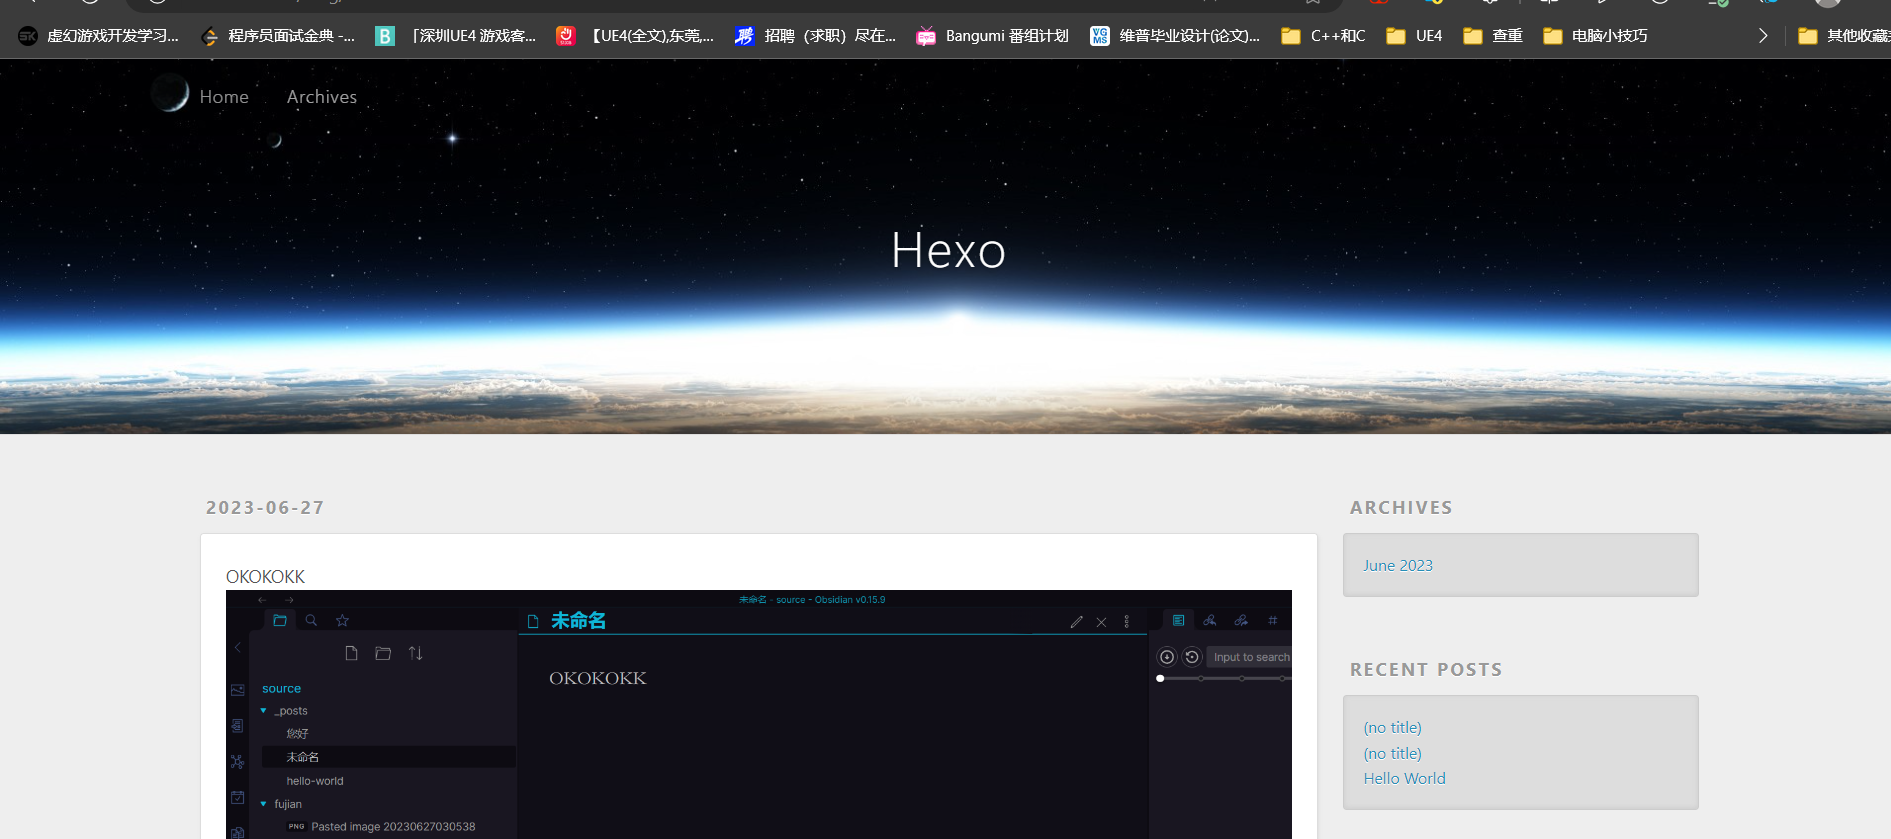 虚幻游戏开发学习... 程序员面试金典 -... 「深圳UE4 游戏客... 【UE4(全文),东莞,... 招聘（求职）尽在... Bangumi 番组计划 维普毕业设计(论文)... C++和C UE4 查重 电脑小技巧 其他收藏
Home Archives
Hexo
2023-06-27
OKOKOKK
未命名 - source - Obsidian v0.15.9
未命名
Input to search
OKOKOKK
source
_posts
您好
未命名
hello-world
fujian
PNG Pasted image 20230627030538
ARCHIVES
June 2023
RECENT POSTS
(no title)
(no title)
Hello World